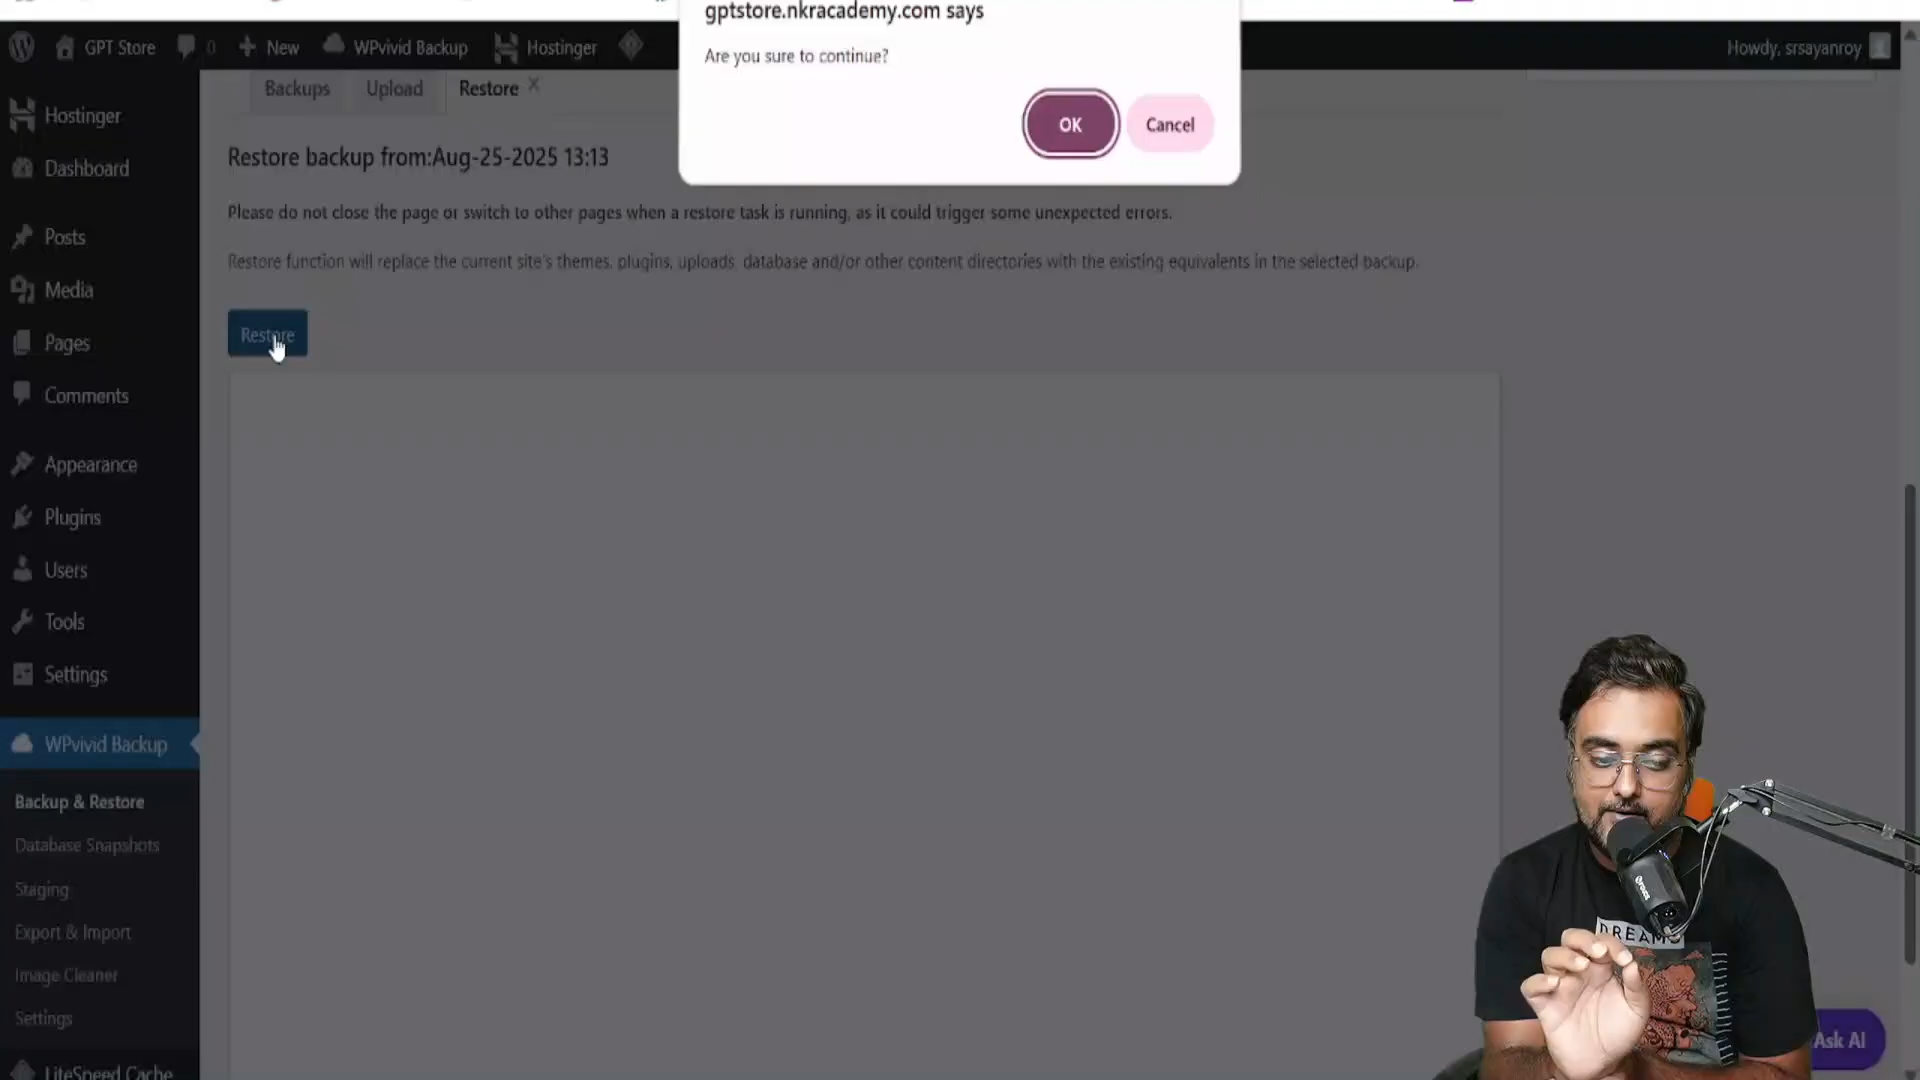 gptstore.nkracademy.com says
Are you sure to continue?
OK
Cancel
GPT Store
0
New
WPvivid Backup
Hostinger
Howdy, srsayanroy
Backups
Upload
Restore
Restore backup from:Aug-25-2025 13:13
Please do not close the page or switch to other pages when a restore task is running, as it could trigger some unexpected errors.
Restore function will replace the current site's themes, plugins, uploads, database and/or other content directories with the existing equivalents in the selected backup.
Restore
Hostinger
Dashboard
Posts
Media
Pages
Comments
Appearance
Plugins
Users
Tools
Settings
WPvivid Backup
Backup & Restore
Database Snapshots
Staging
Export & Import
Image Cleaner
Settings
LiteSpeed Cache
DREAMS
Ask AI